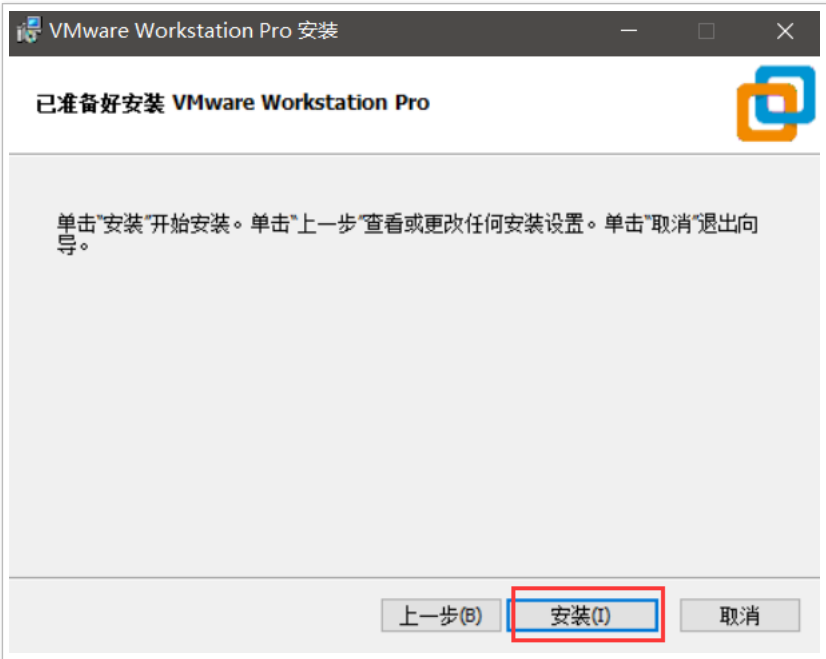 VMware Workstation Pro 安装
已准备好安装 VMware Workstation Pro
单击"安装"开始安装。单击"上一步"查看或更改任何安装设置。单击"取消"退出向
导。
上一步(B) 安装(I) 取消